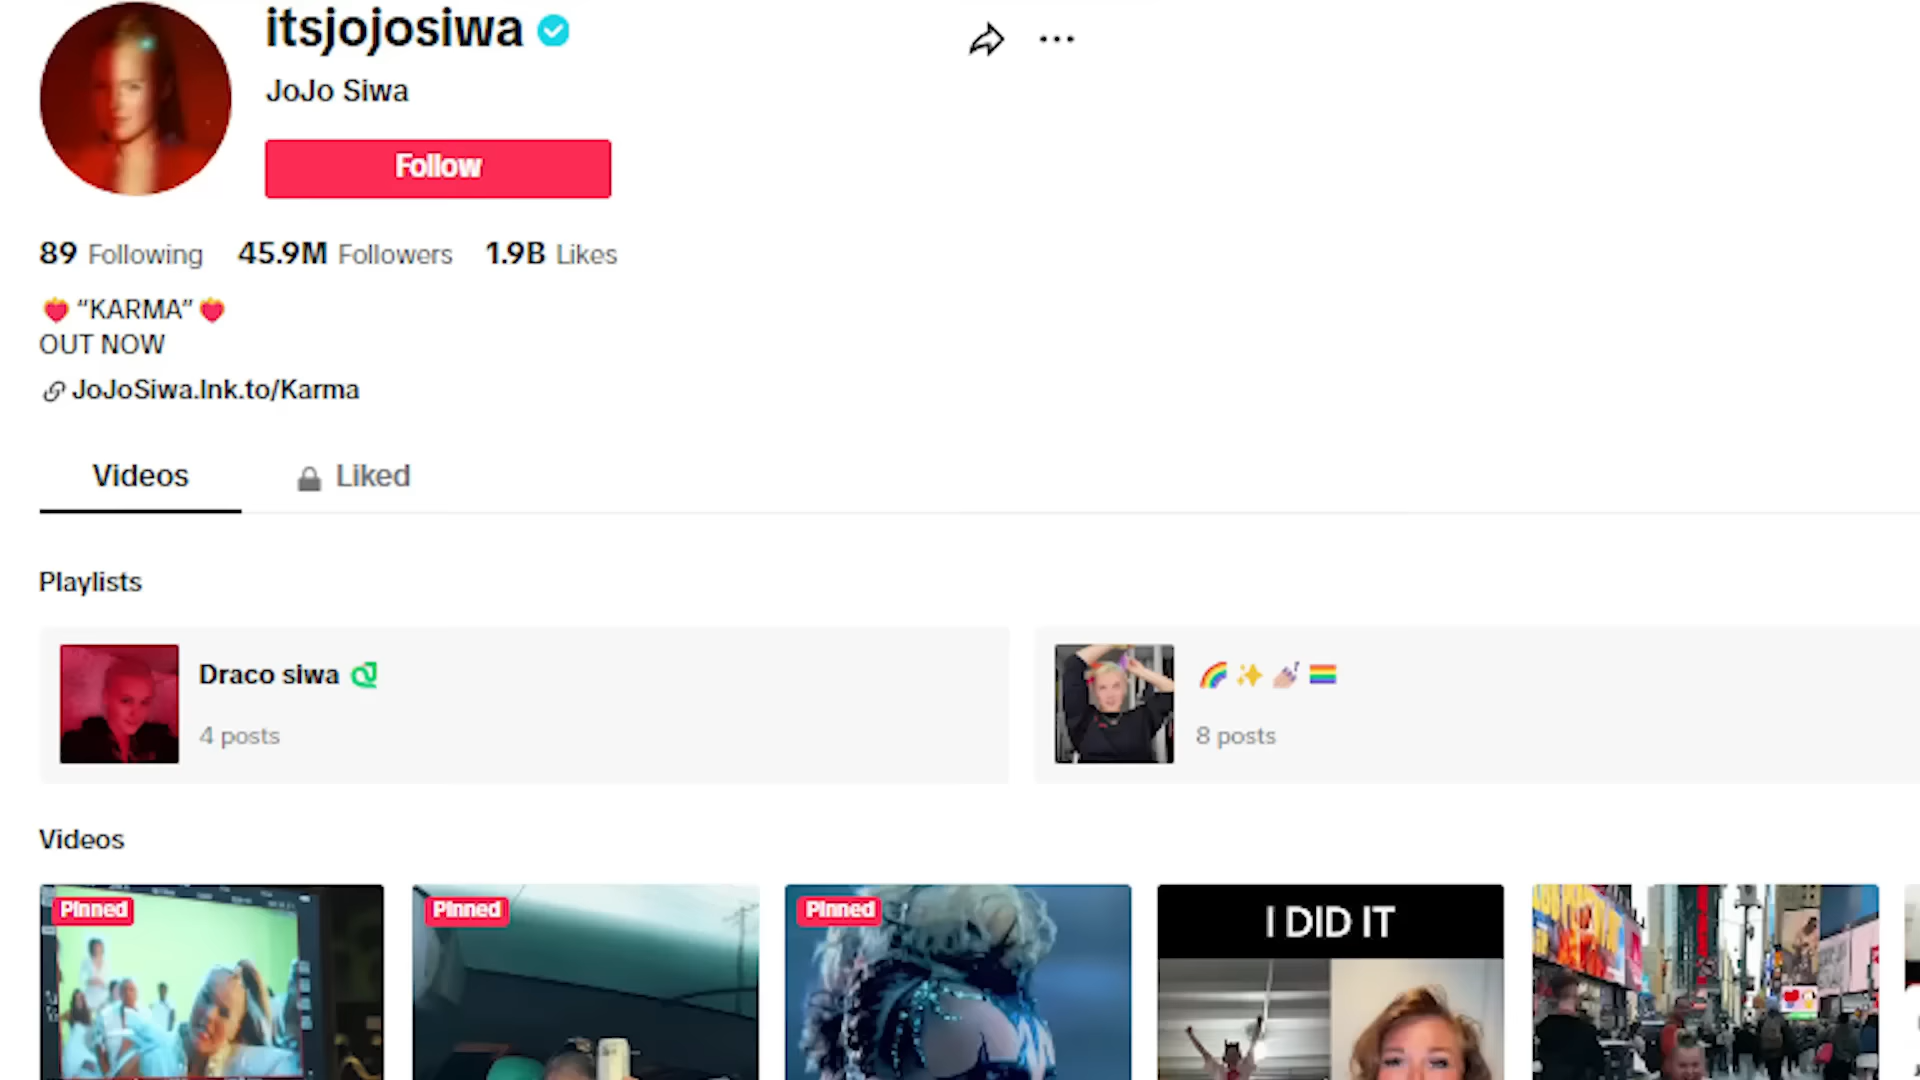 itsjojosiwa
JoJo Siwa
Follow
89 Following 45.9M Followers 1.9B Likes
"KARMA"
OUT NOW
JoJoSiwa.lnk.to/Karma
Videos Liked
Playlists
Draco siwa
4 posts
8 posts
Videos
Pinned Pinned Pinned I DID IT